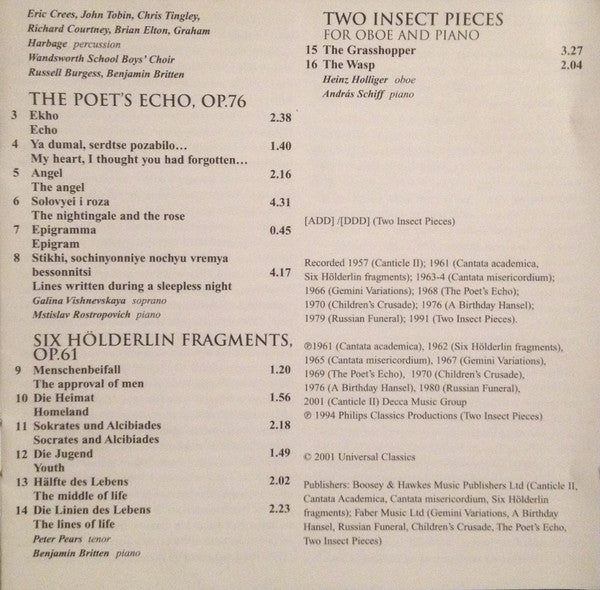 Eric Crees, John Tobin, Chris Tingley,
Richard Courtney, Brian Elton, Graham
Harbage percussion
Wandsworth School Boys' Choir
Russell Burgess, Benjamin Britten
THE POET'S ECHO, OP.76
3 Ekho 2.38
Echo
4 Ya dumal, serdtse pozabilo… 1.40
My heart, I thought you had forgotten…
5 Angel 2.16
The angel
6 Solovyei i roza 4.31
The nightingale and the rose
7 Epigramma 0.45
Epigram
8 Stikhi, sochinyonniye nochyu vremya
bessonnitsi 4.17
Lines written during a sleepless night
Galina Vishnevskaya soprano
Mstislav Rostropovich piano
SIX HÖLDERLIN FRAGMENTS,
OP.61
9 Menschenbeifall 1.20
The approval of men
10 Die Heimat 1.56
Homeland
11 Sokrates und Alcibiades 2.18
Socrates and Alcibiades
12 Die Jugend 1.49
Youth
13 Hälfte des Lebens 2.02
The middle of life
14 Die Linien des Lebens 2.23
The lines of life
Peter Pears tenor
Benjamin Britten piano
TWO INSECT PIECES
FOR OBOE AND PIANO
15 The Grasshopper 3.27
16 The Wasp 2.04
Heinz Holliger oboe
András Schiff piano
[ADD] /[DDD] (Two Insect Pieces)
Recorded 1957 (Canticle II); 1961 (Cantata academica,
Six Hölderlin fragments); 1963-4 (Cantata misericordium);
1966 (Gemini Variations); 1968 (The Poet's Echo);
1970 (Children's Crusade); 1976 (A Birthday Hansel);
1979 (Russian Funeral); 1991 (Two Insect Pieces).
℗1961 (Cantata academica), 1962 (Six Hölderlin fragments),
1965 (Cantata misericordium), 1967 (Gemini Variations),
1969 (The Poet's Echo), 1970 (Children's Crusade),
1976 (A Birthday Hansel), 1980 (Russian Funeral),
2001 (Canticle II) Decca Music Group
℗ 1994 Philips Classics Productions (Two Insect Pieces)
© 2001 Universal Classics
Publishers: Boosey & Hawkes Music Publishers Ltd (Canticle II,
Cantata Academica, Cantata misericordium, Six Hölderlin
fragments); Faber Music Ltd (Gemini Variations, A Birthday
Hansel, Russian Funeral, Children's Crusade, The Poet's Echo,
Two Insect Pieces)